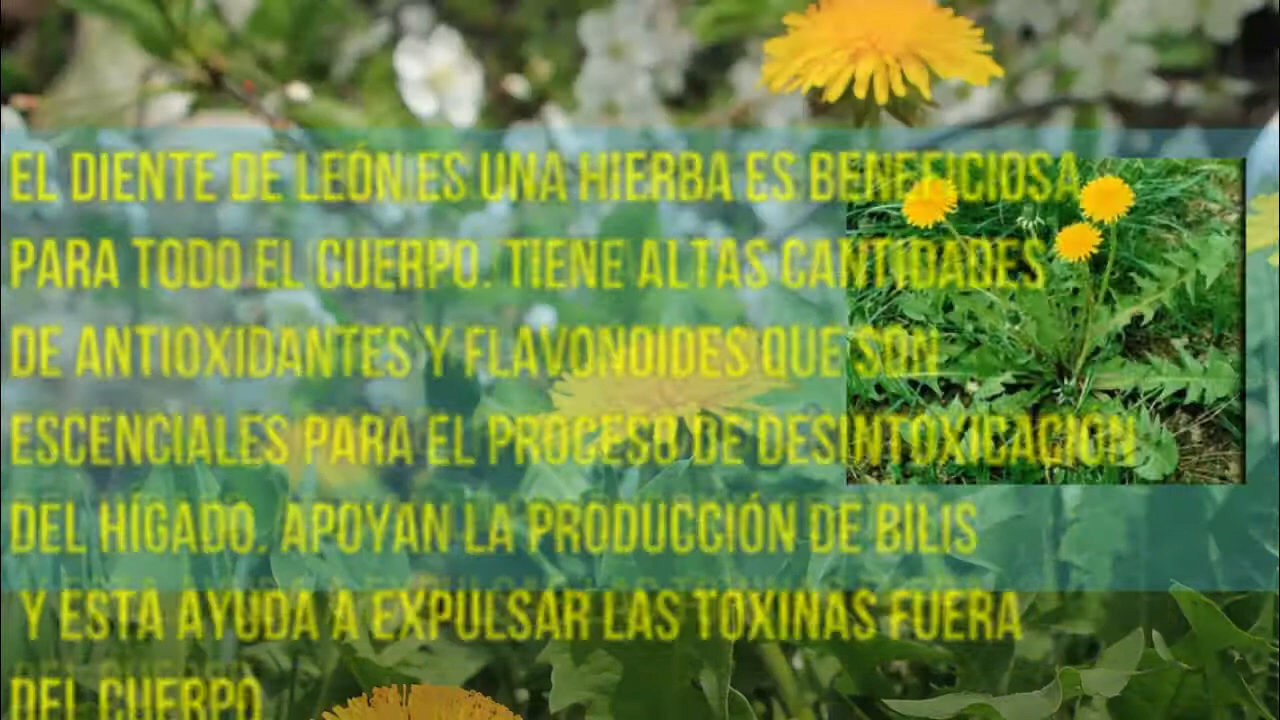 EL DIENTE DE LEÓN ES UNA HIERBA ES BENEFICIOSA
PARA TODO EL CUERPO. TIENE ALTAS CANTIDADES
DE ANTIOXIDANTES Y FLAVONOIDES QUE SON
ESCENCIALES PARA EL PROCESO DE DESINTOXICACIÓN
DEL HÍGADO. APOYAN LA PRODUCCIÓN DE BILIS
Y ESTA AYUDA A EXPULSAR LAS TOXINAS FUERA
DEL CUERPO